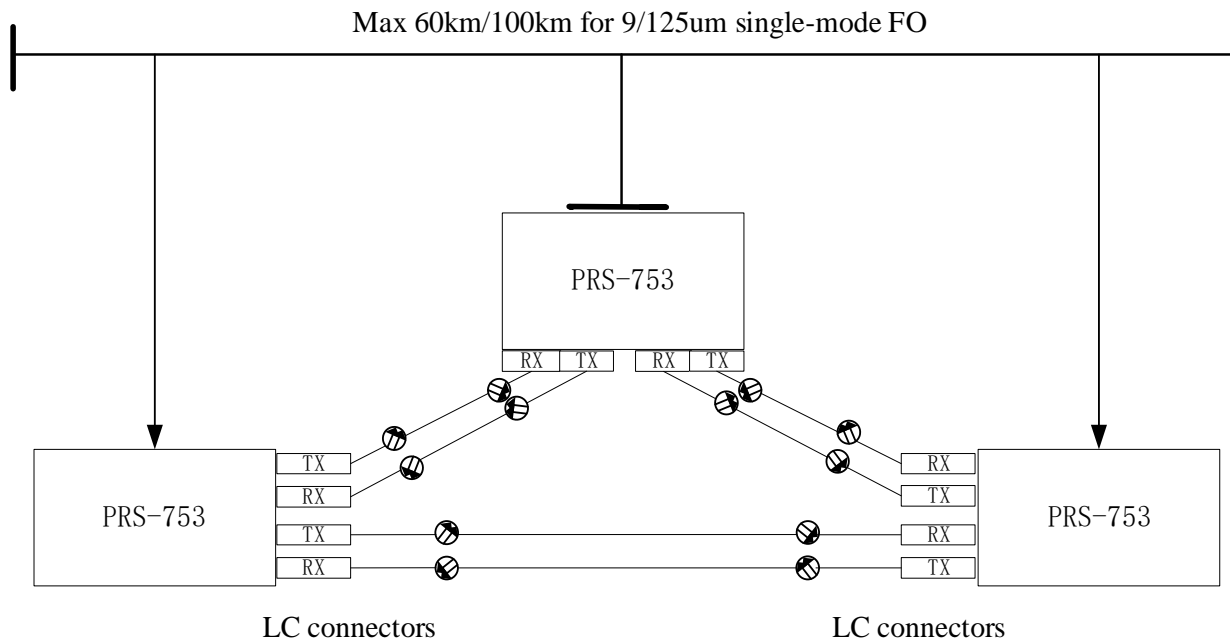 Max 60km/100km for 9/125um single-mode FO
PRS-753
RX TX RX TX
TX RX
PRS-753 RX TX PRS-753
TX RX
RX TX
LC connectors LC connectors